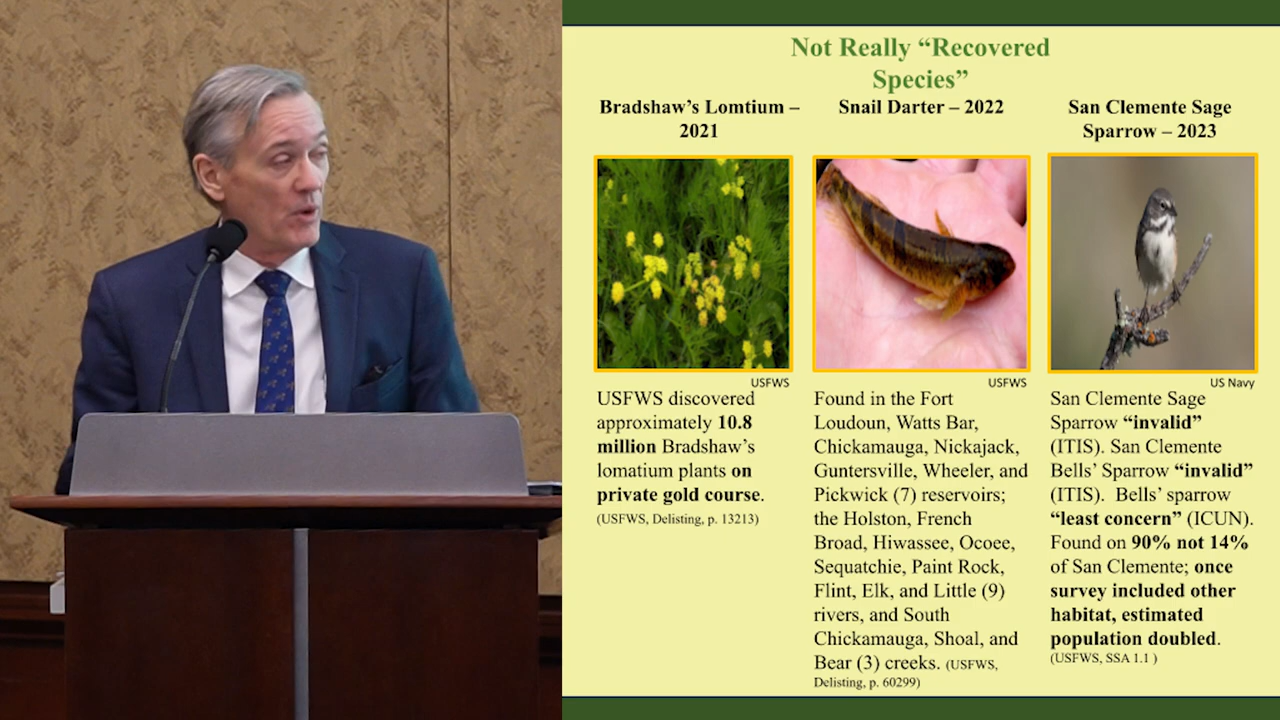 Not Really “Recovered
Species”
Bradshaw’s Lomtium –
2021
USFWS
USFWS discovered
approximately 10.8
million Bradshaw’s
lomatium plants on
private gold course.
(USFWS, Delisting, p. 13213)
Snail Darter – 2022
USFWS
Found in the Fort
Loudoun, Watts Bar,
Chickamauga, Nickajack,
Guntersville, Wheeler, and
Pickwick (7) reservoirs;
the Holston, French
Broad, Hiwassee, Ocoee,
Sequatchie, Paint Rock,
Flint, Elk, and Little (9)
rivers, and South
Chickamauga, Shoal, and
Bear (3) creeks. (USFWS,
Delisting, p. 60299)
San Clemente Sage
Sparrow – 2023
US Navy
San Clemente Sage
Sparrow “invalid”
(ITIS). San Clemente
Bells’ Sparrow “invalid”
(ITIS). Bells’ sparrow
“least concern” (ICUN).
Found on 90% not 14%
of San Clemente; once
survey included other
habitat, estimated
population doubled.
(USFWS, SSA 1.1 )